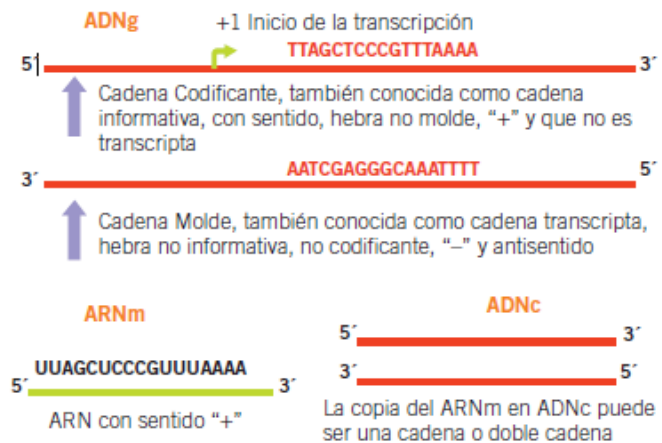 ADNg
+1 Inicio de la transcripción
TTAGCTCCCGTTTAAAA
5´
3´
Cadena Codificante, también conocida como cadena
informativa, con sentido, hebra no molde, “+” y que no es
transcripta
AATCGAGGGCAAATTTT
3´
5´
Cadena Molde, también conocida como cadena transcripta,
hebra no informativa, no codificante, “–” y antisentido
ARNm
UUAGCUCCCGUUUAAAA
5´
3´
ARN con sentido “+”
ADNc
5´
3´
3´
5´
La copia del ARNm en ADNc puede
ser una cadena o doble cadena